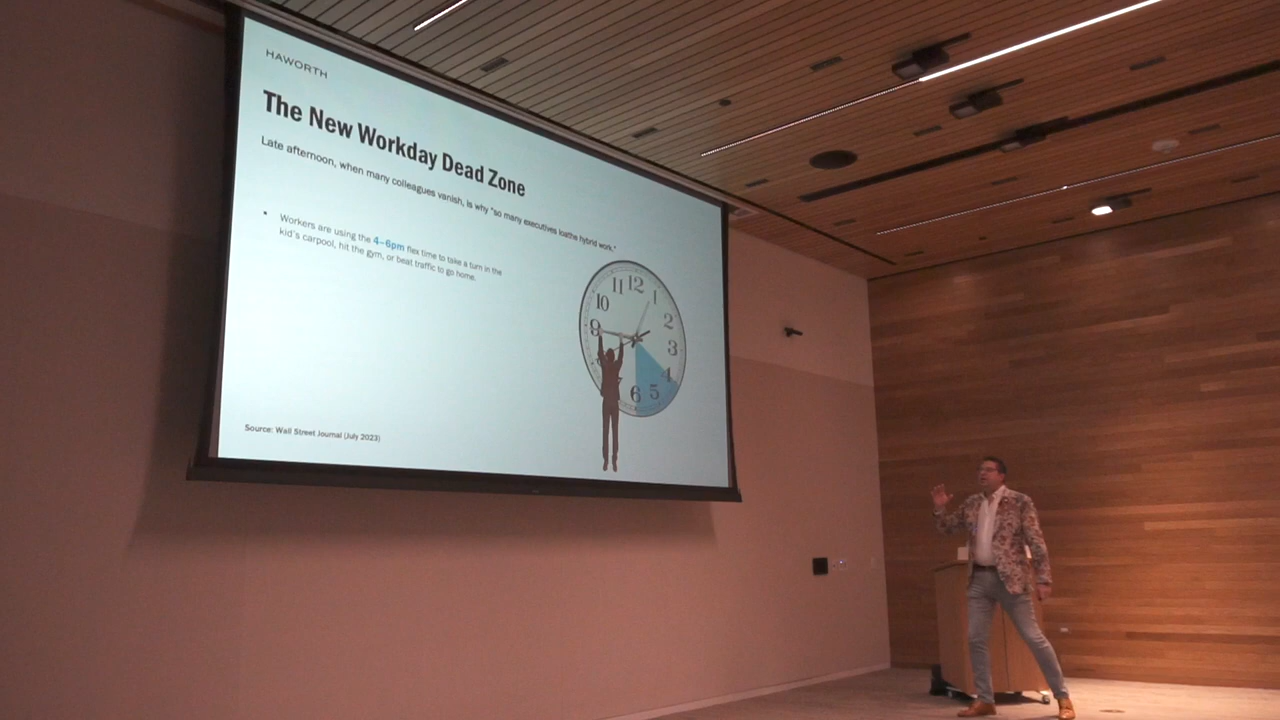 HAWORTH
The New Workday Dead Zone
Late afternoon, when many colleagues vanish, is why "so many executives loathe hybrid work."
• Workers are using the 4–6pm flex time to take a turn in the
kid's carpool, hit the gym, or beat traffic to go home.
11 12 1
10 2
9 3
4
6 5
Source: Wall Street Journal (July 2023)